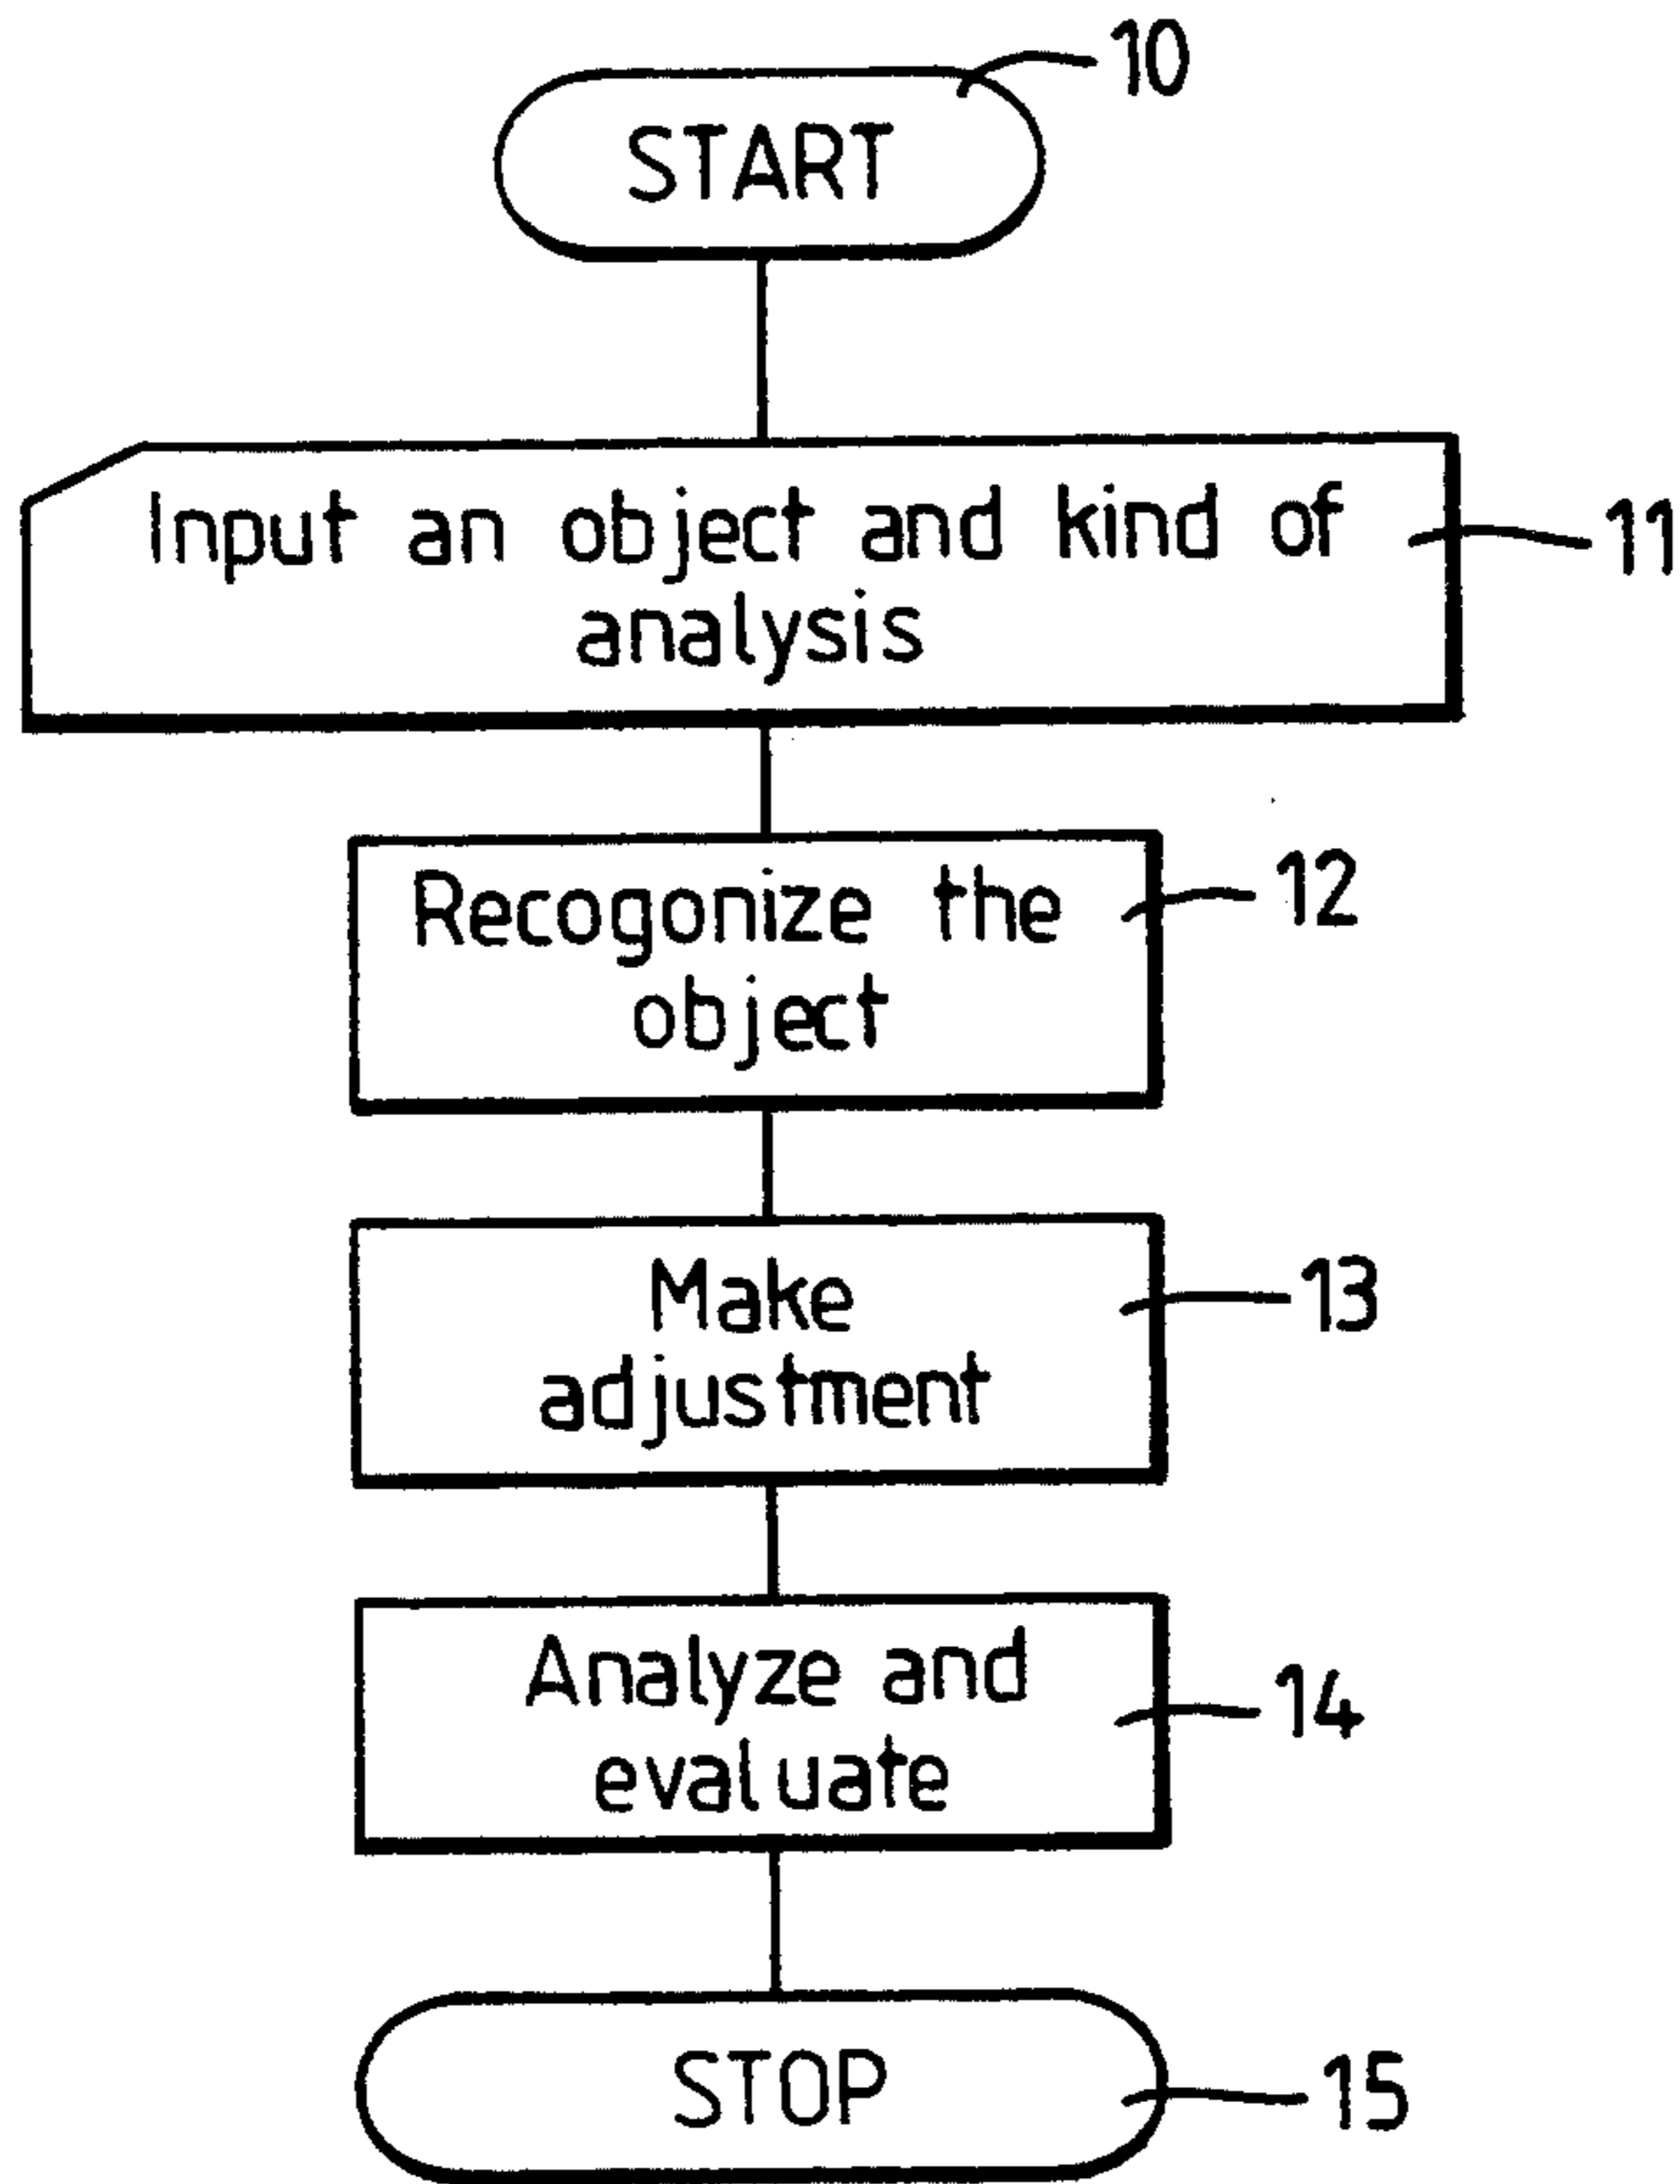 10
START
Input an object and kind of
analysis
11
Recogonize the
object
12
Make
adjustment
13
Analyze and
evaluate
14
STOP
15